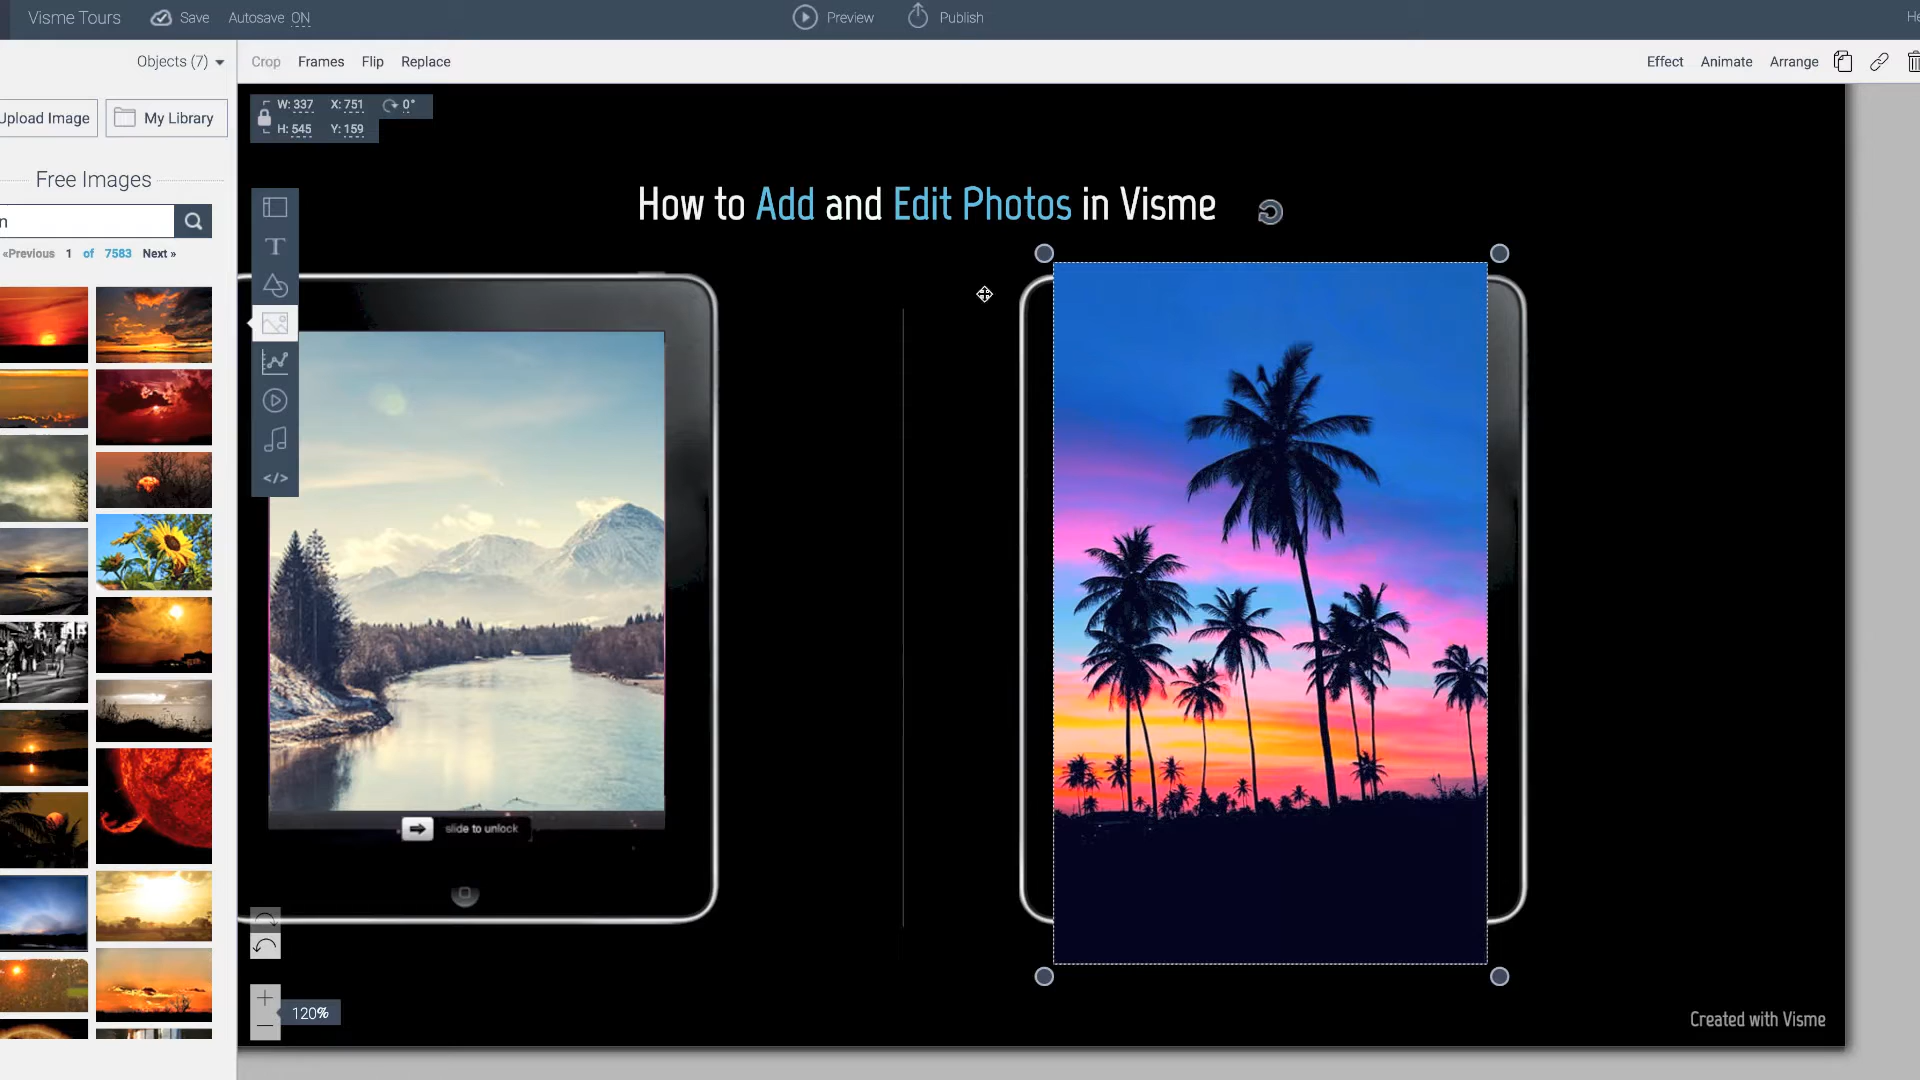 Visme Tours
Save
Autosave ON
Preview
Publish
He
Objects (7)
Crop
Frames
Flip
Replace
Effect
Animate
Arrange
W: 337 X: 751 0°
H: 545 Y: 159
Upload Image
My Library
Free Images
n
«Previous 1 of 7583 Next »
How to Add and Edit Photos in Visme
T
</>
slide to unlock
+
120%
Created with Visme